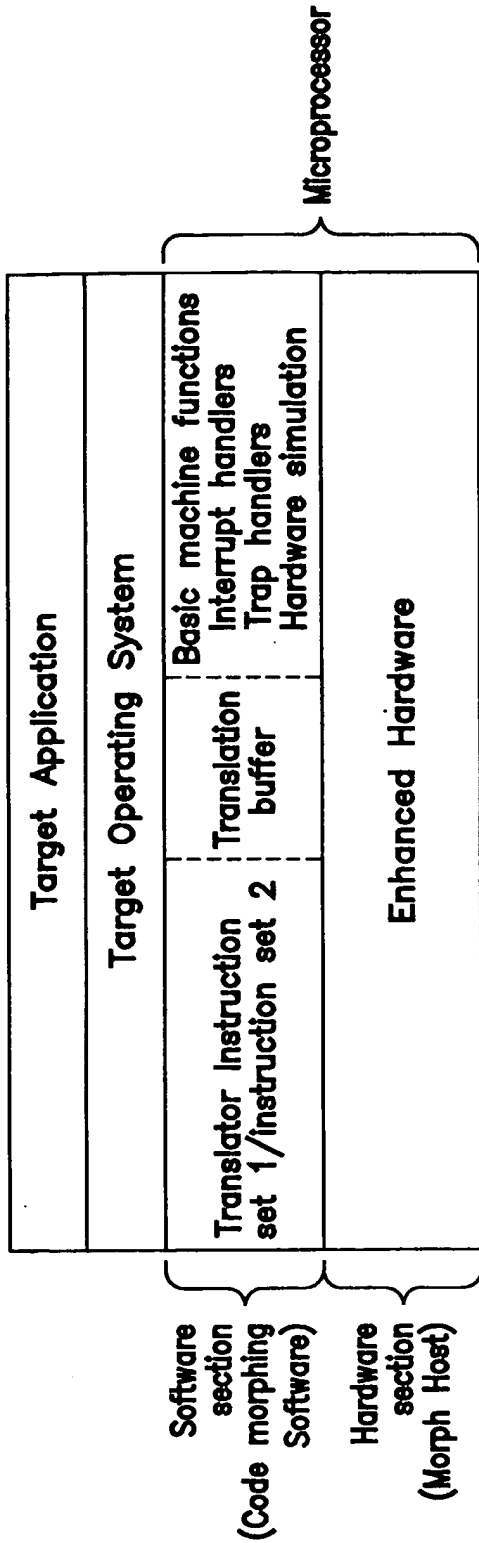 Target Application
Target Operating System
Software
section
(Code morphing
Software)
Translator Instruction
set 1/instruction set 2
Translation
buffer
Basic machine functions
Interrupt handlers
Trap handlers
Hardware simulation
Microprocessor
Hardware
section
(Morph Host)
Enhanced Hardware